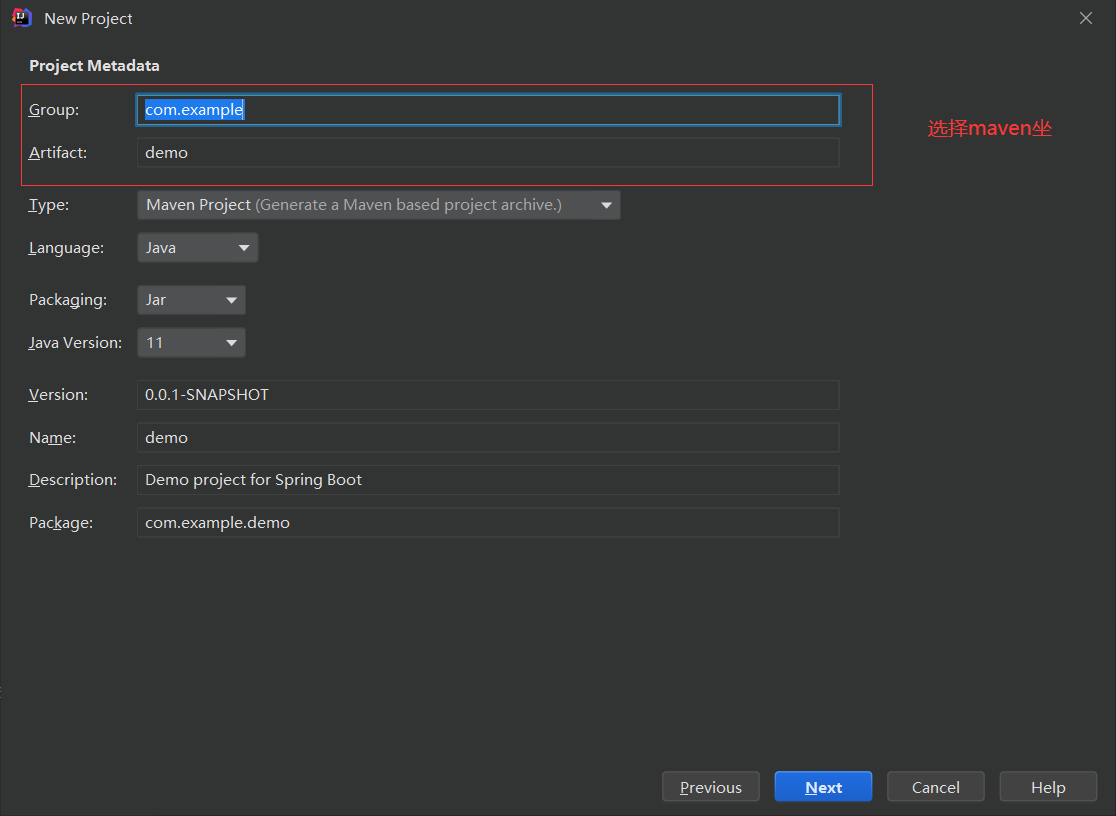 New Project
Project Metadata
Group: com.example
选择maven坐
Artifact: demo
Type: Maven Project (Generate a Maven based project archive.)
Language: Java
Packaging: Jar
Java Version: 11
Version: 0.0.1-SNAPSHOT
Name: demo
Description: Demo project for Spring Boot
Package: com.example.demo
Previous Next Cancel Help